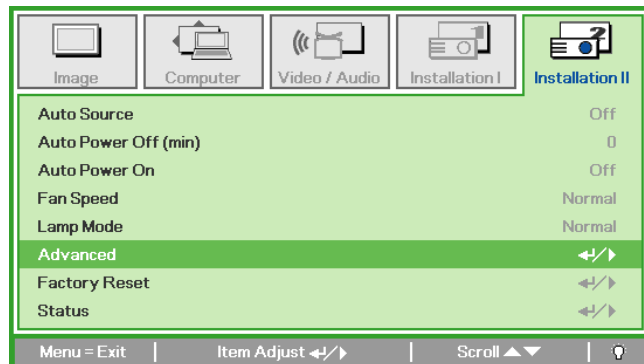 Image Computer Video / Audio Installation I Installation II
Auto Source Off
Auto Power Off (min) 0
Auto Power On Off
Fan Speed Normal
Lamp Mode Normal
Advanced
Factory Reset
Status
Menu = Exit Item Adjust Scroll